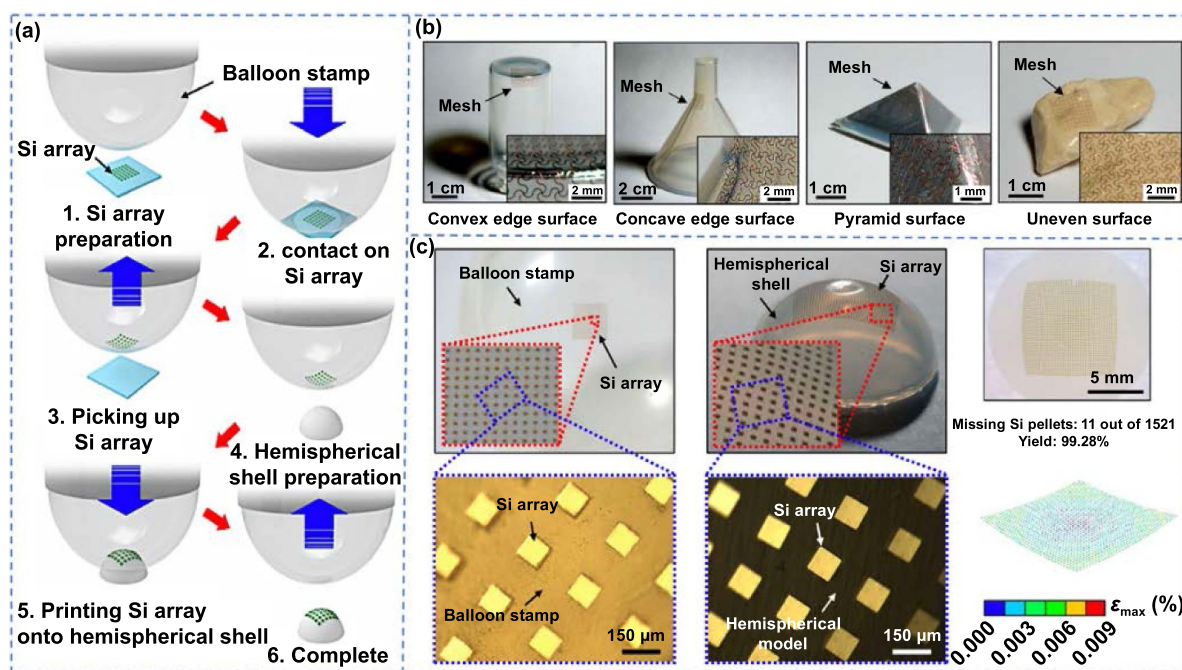 (a)
Balloon stamp
Si array
1. Si array
preparation
2. contact on
Si array
3. Picking up
Si array
4. Hemispherical
shell preparation
5. Printing Si array
onto hemispherical shell
6. Complete
(b)
Mesh
1 cm
2 mm
Convex edge surface
Mesh
2 cm
2 mm
Concave edge surface
Mesh
1 cm
1 mm
Pyramid surface
Mesh
1 cm
2 mm
Uneven surface
(c)
Balloon stamp
Si array
Hemispherical
shell
Si array
5 mm
Missing Si pellets: 11 out of 1521
Yield: 99.28%
Si array
Balloon stamp
150 μm
Si array
Hemispherical
model
150 μm
εmax (%)
0.000
0.003
0.006
0.009